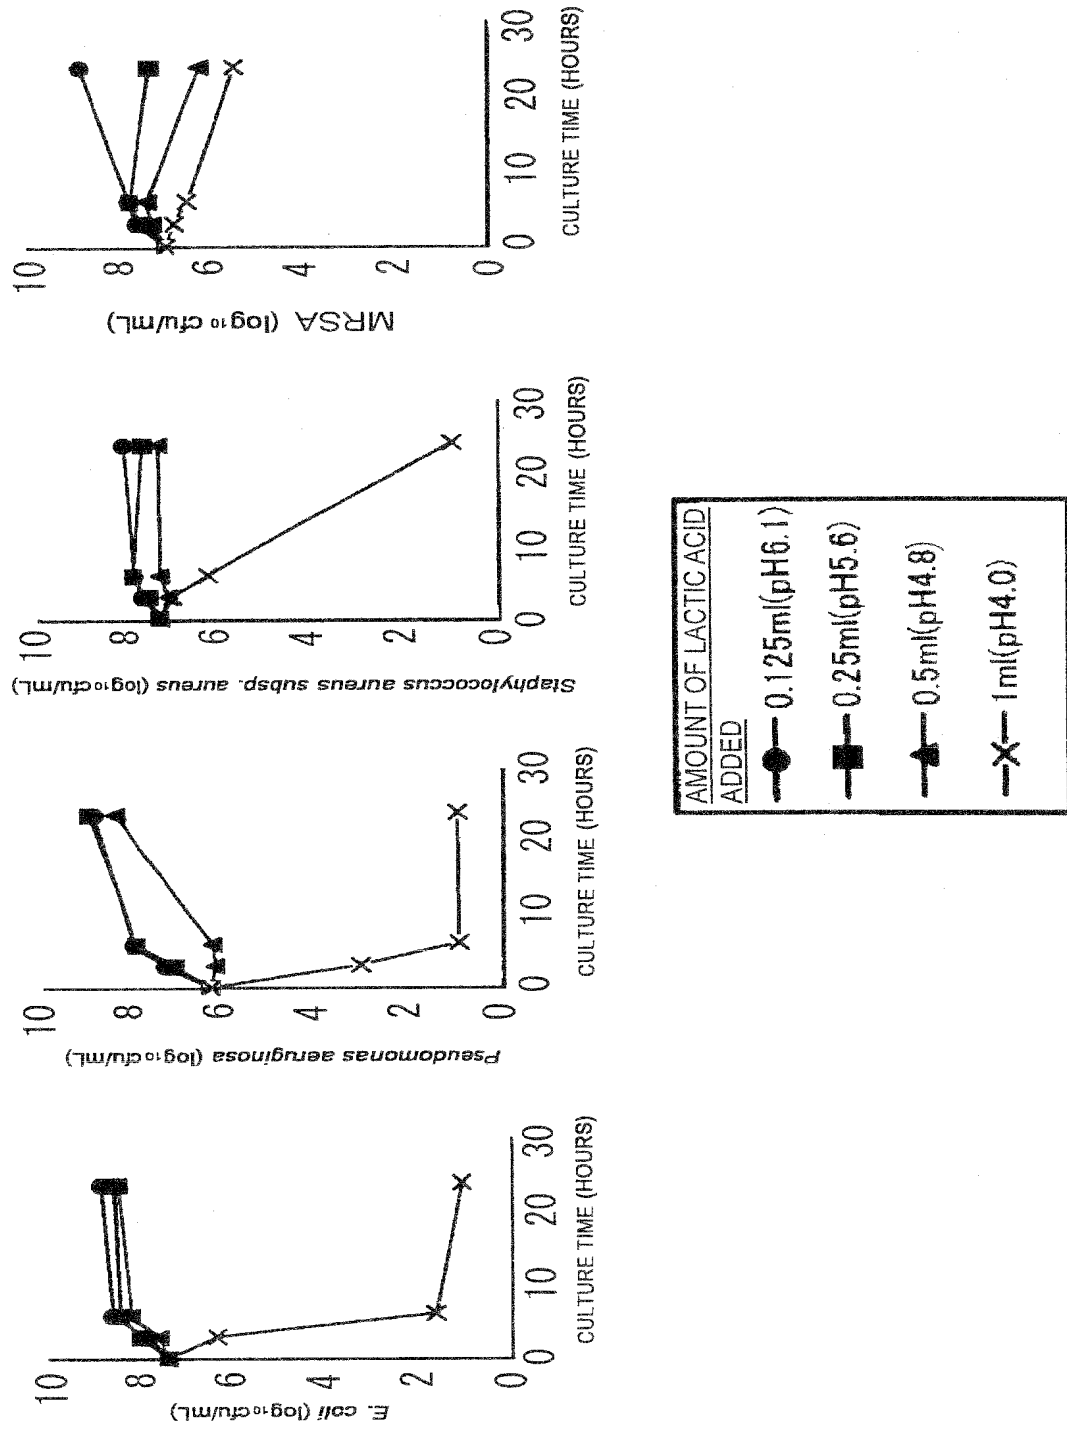 E. coli (log10 cfu/mL)
10
8
6
4
2
0
0
10
20
30
CULTURE TIME (HOURS)
Pseudomonas aeruginosa (log10 cfu/mL)
10
8
6
4
2
0
0
10
20
30
CULTURE TIME (HOURS)
Staphylococcus aureus subsp. aureus (log10 cfu/mL)
10
8
6
4
2
0
0
10
20
30
CULTURE TIME (HOURS)
MRSA (log10 cfu/mL)
10
8
6
4
2
0
0
10
20
30
CULTURE TIME (HOURS)
AMOUNT OF LACTIC ACID
ADDED
0.125ml(pH6.1)
0.25ml(pH5.6)
0.5ml(pH4.8)
1ml(pH4.0)